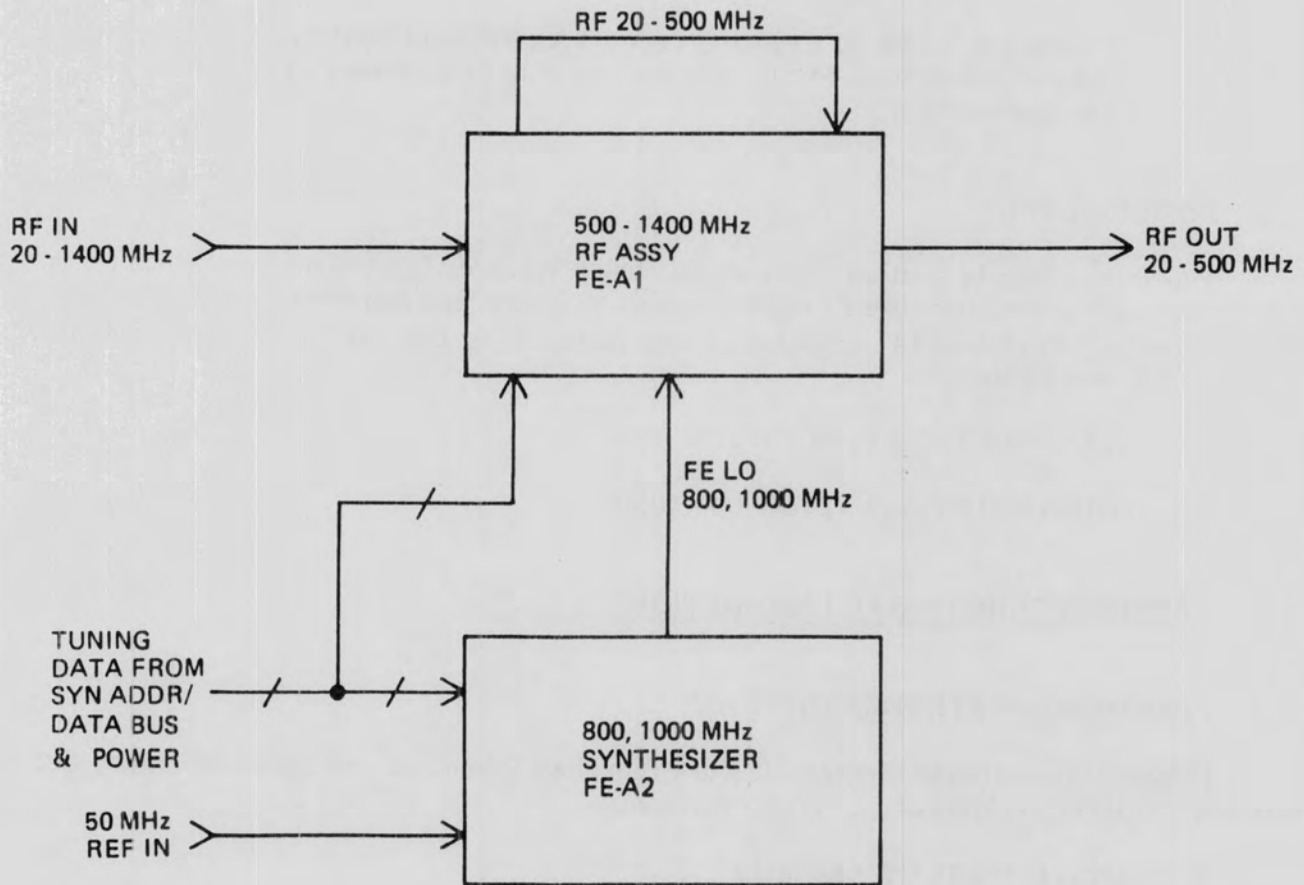 RF 20 - 500 MHz
RF IN
20 - 1400 MHz
500 - 1400 MHz
RF ASSY
FE-A1
RF OUT
20 - 500 MHz
FE LO
800, 1000 MHz
TUNING
DATA FROM
SYN ADDR/
DATA BUS
& POWER
800, 1000 MHz
SYNTHESIZER
FE-A2
50 MHz
REF IN